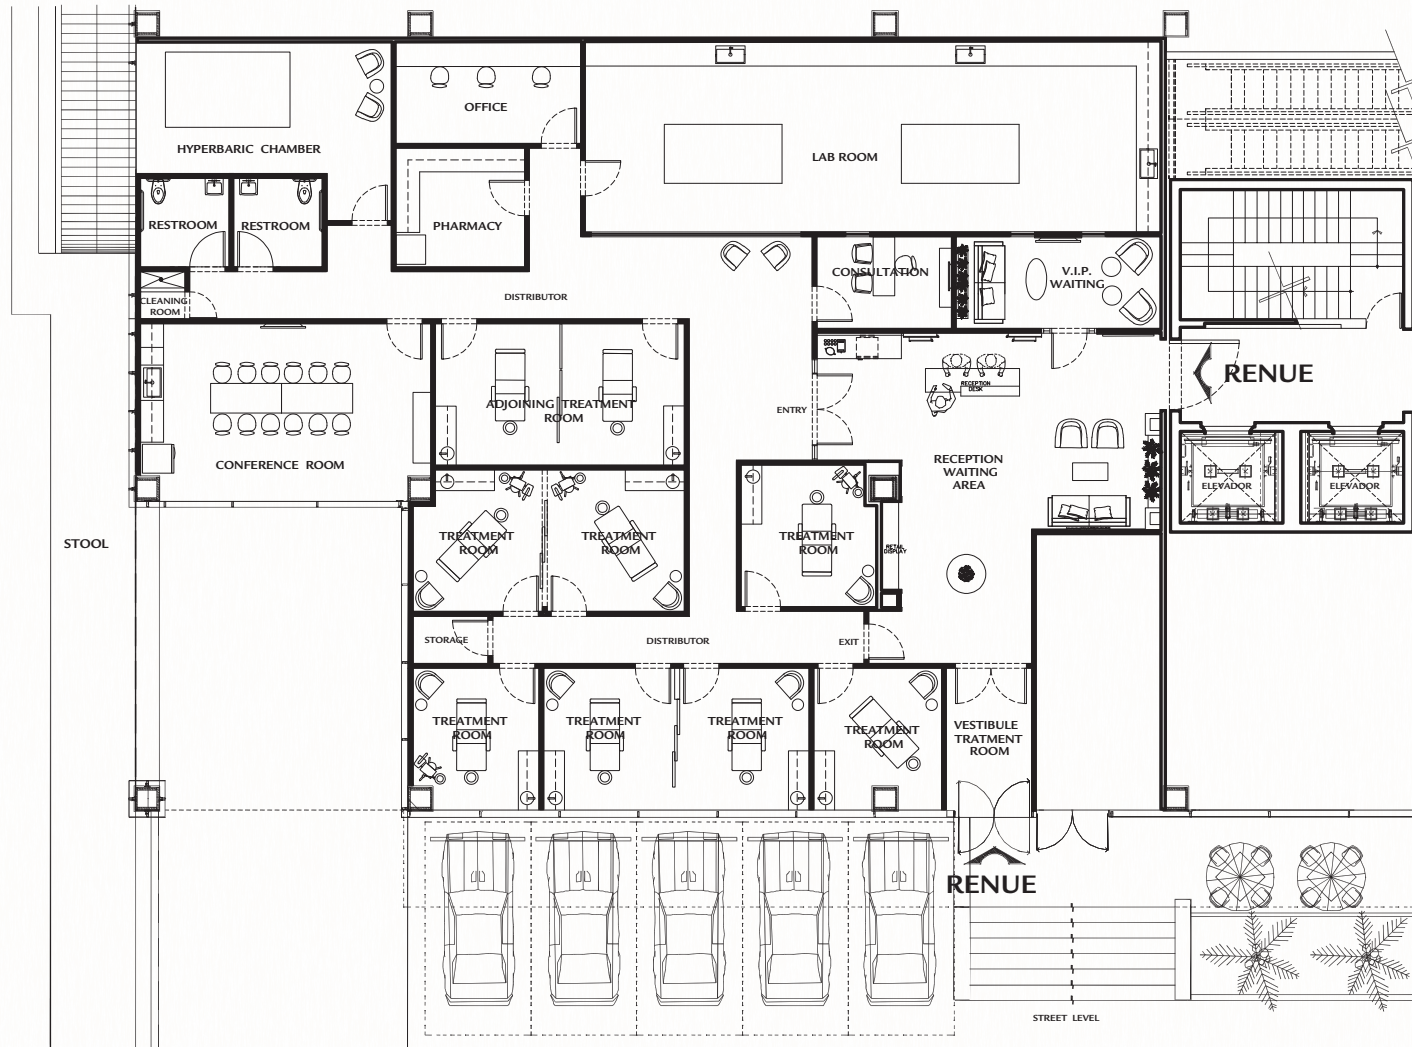 OFFICE
HYPERBARIC CHAMBER
LAB ROOM
RESTROOM
RESTROOM
PHARMACY
CONSULTATION
V.I.P.
WAITING
CLEANING
ROOM
DISTRIBUTOR
RENUE
RECEPTION
DESK
ADJOINING TREATMENT
ROOM
ENTRY
CONFERENCE ROOM
RECEPTION
WAITING
AREA
ELEVADOR
ELEVADOR
STOOL
TREATMENT
ROOM
TREATMENT
ROOM
TREATMENT
ROOM
RETAIL
DISPLAY
STORAGE
DISTRIBUTOR
EXIT
TREATMENT
ROOM
TREATMENT
ROOM
TREATMENT
ROOM
TREATMENT
ROOM
VESTIBULE
TRATMENT
ROOM
RENUE
STREET LEVEL